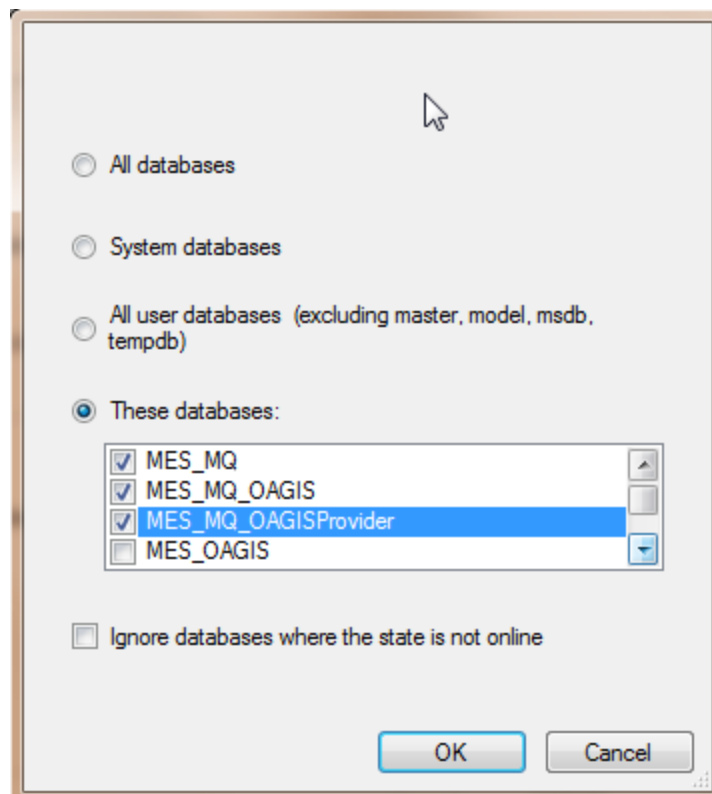 All databases
System databases
All user databases  (excluding master, model, msdb,
tempdb)
These databases:
MES_MQ
MES_MQ_OAGIS
MES_MQ_OAGISProvider
MES_OAGIS
Ignore databases where the state is not online
OK Cancel